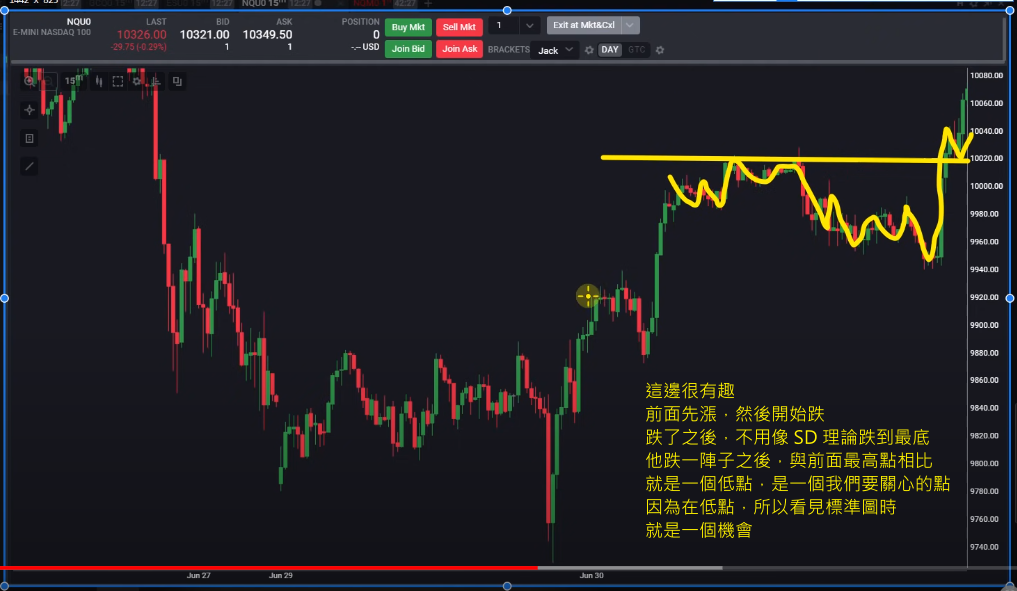 NQU0 15ᵐ
NQU0 LAST BID ASK POSITION
E-MINI NASDAQ 100 10326.00 10321.00 10349.50 0
-29.75 (-0.29%) 1 1 -.-- USD
Buy Mkt Sell Mkt 1 Exit at Mkt&Cxl
Join Bid Join Ask BRACKETS Jack DAY GTC
15ᵐ
10080.00
10060.00
10040.00
10020.00
10000.00
9980.00
9960.00
9940.00
9920.00
9900.00
9880.00
9860.00
9840.00
9820.00
9800.00
9780.00
9760.00
9740.00
這邊很有趣
前面先漲，然後開始跌
跌了之後，不用像 SD 理論跌到最底
他跌一陣子之後，與前面最高點相比
就是一個低點，是一個我們要關心的點
因為在低點，所以看見標準圖時
就是一個機會
Jun 27 Jun 29 Jun 30